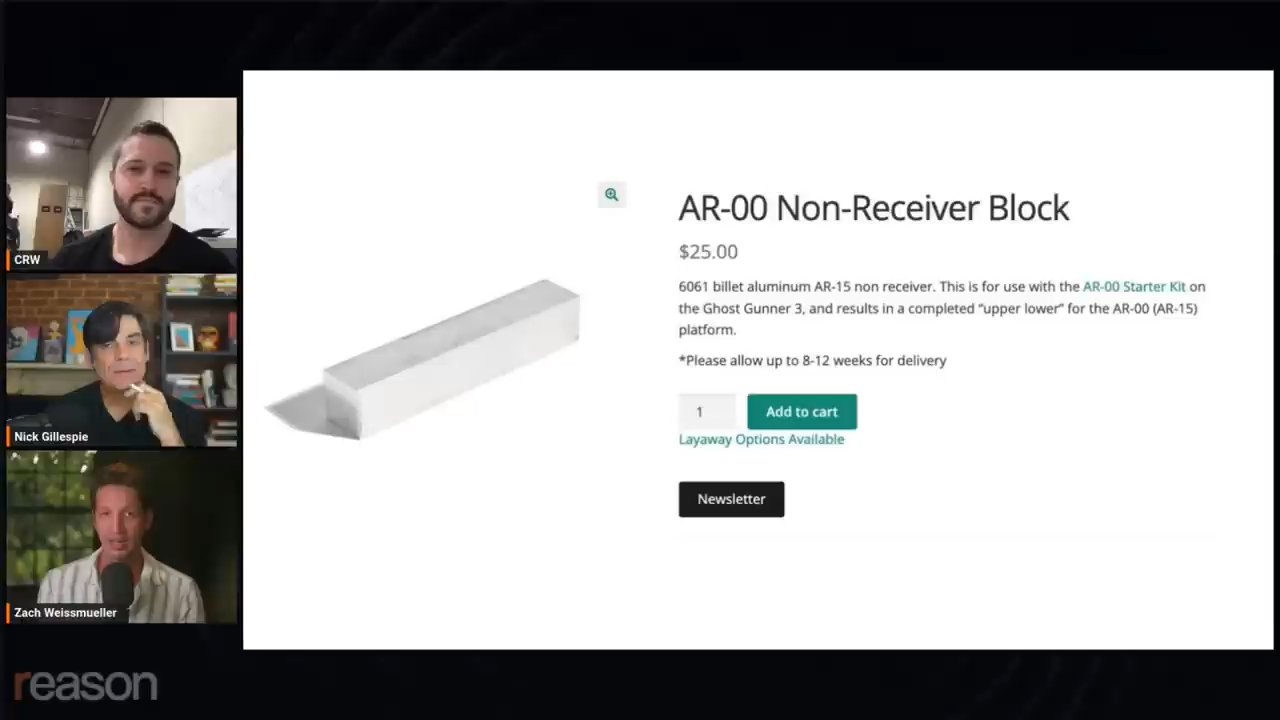 CRW
Nick Gillespie
Zach Weissmueller
reason
AR-00 Non-Receiver Block
$25.00
6061 billet aluminum AR-15 non receiver. This is for use with the AR-00 Starter Kit on
the Ghost Gunner 3, and results in a completed “upper lower” for the AR-00 (AR-15)
platform.
*Please allow up to 8-12 weeks for delivery
1
Add to cart
Layaway Options Available
Newsletter